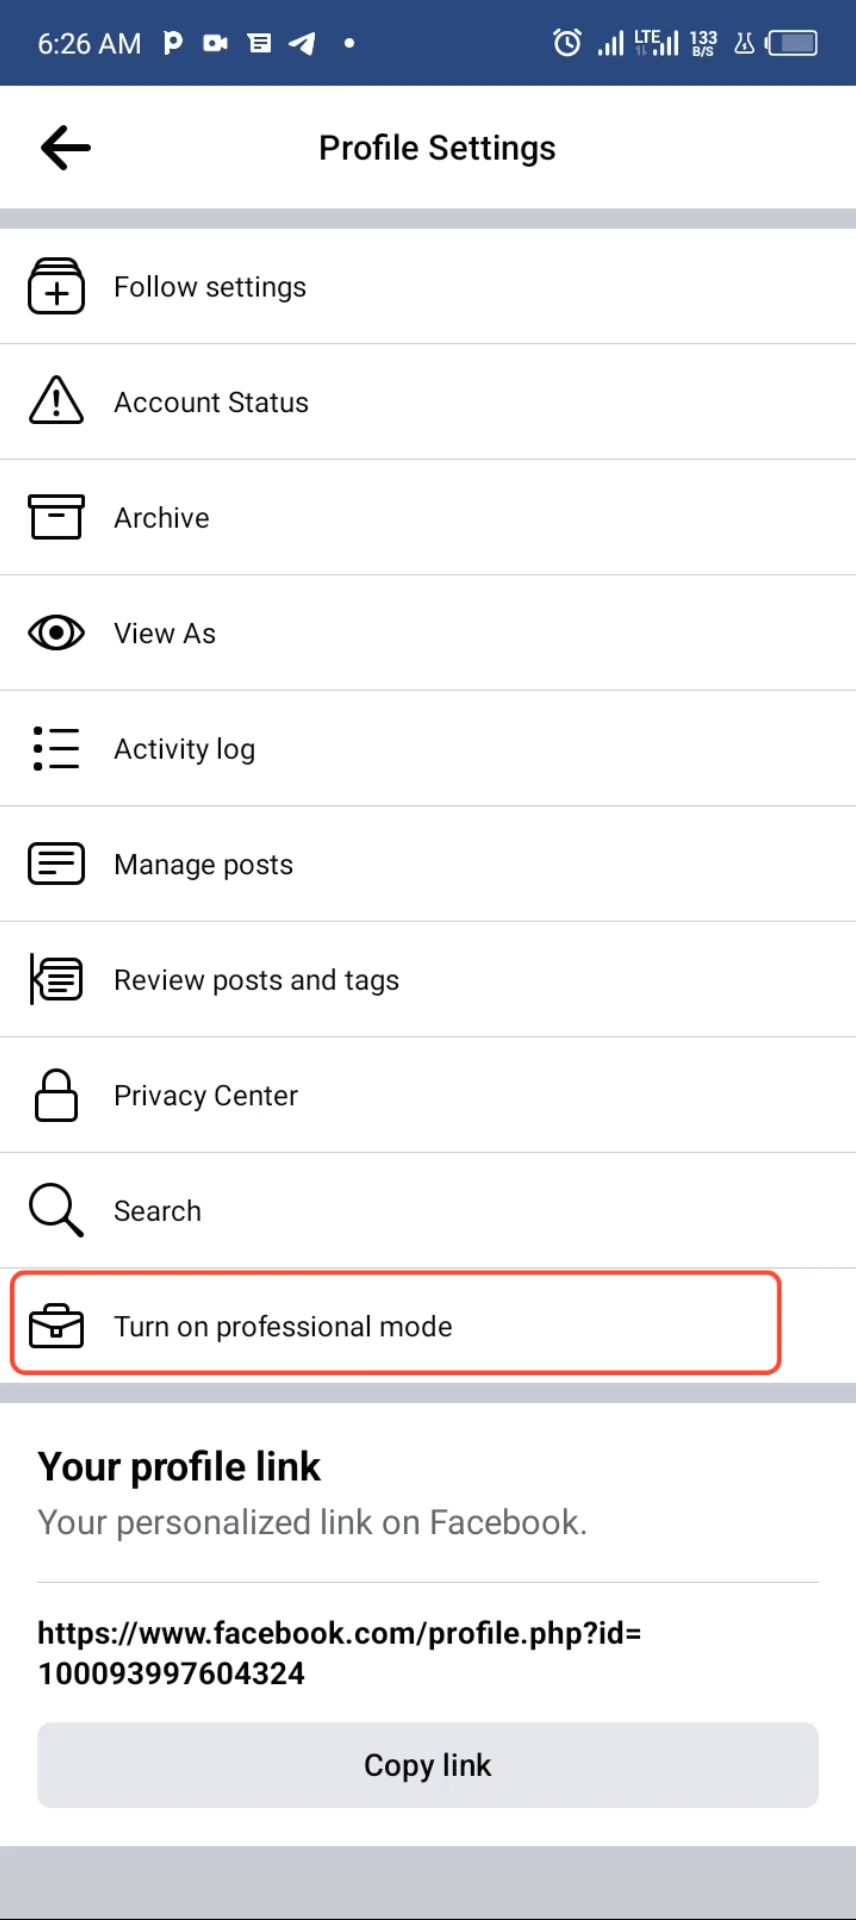 6:26 AM
LTE
133
B/S
Profile Settings
Follow settings
Account Status
Archive
View As
Activity log
Manage posts
Review posts and tags
Privacy Center
Search
Turn on professional mode
Your profile link
Your personalized link on Facebook.
https://www.facebook.com/profile.php?id=
100093997604324
Copy link